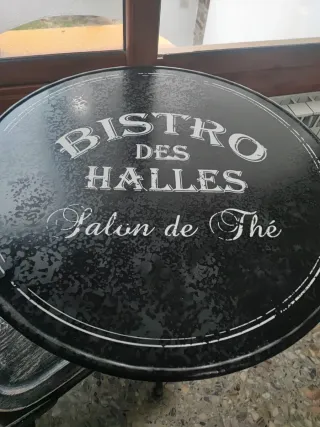 BISTRO
DES
HALLES
Salon de Thé